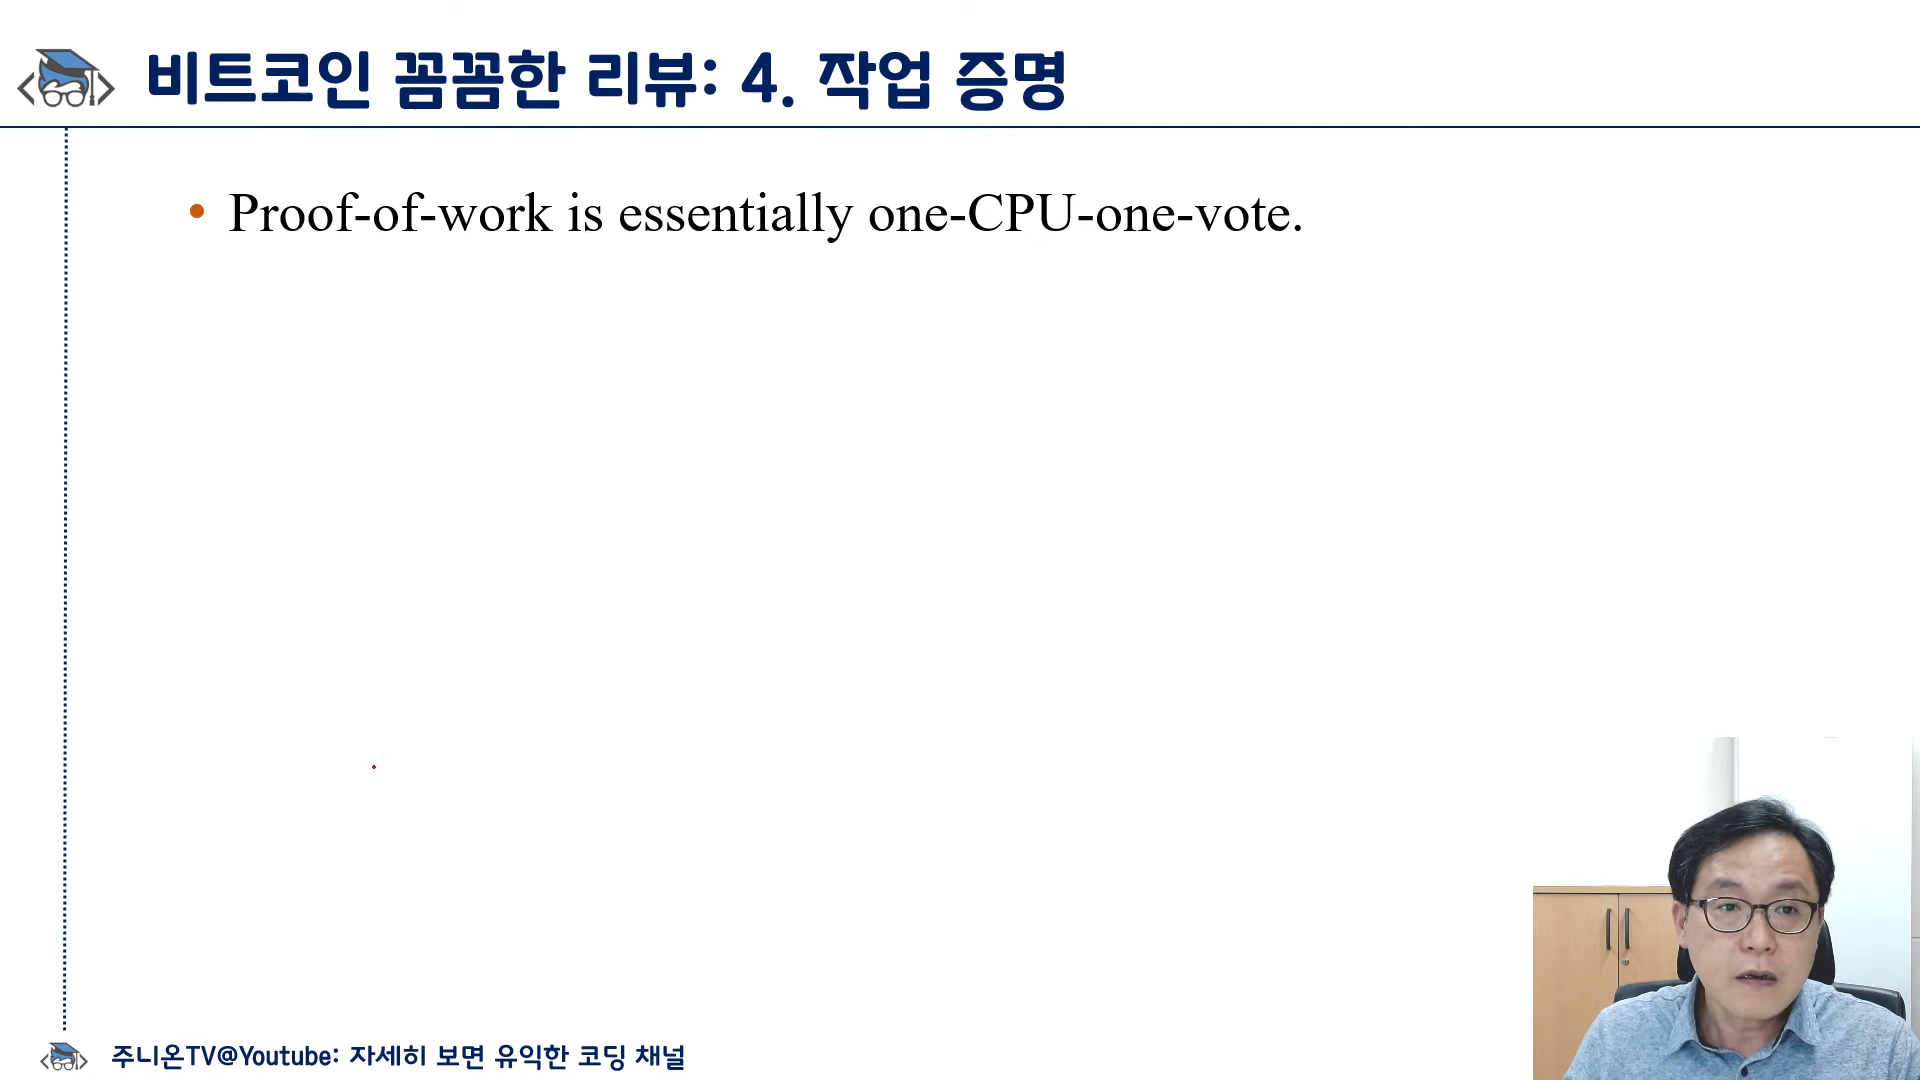 비트코인 꼼꼼한 리뷰: 4. 작업 증명
• Proof-of-work is essentially one-CPU-one-vote.
주니온TV@Youtube: 자세히 보면 유익한 코딩 채널